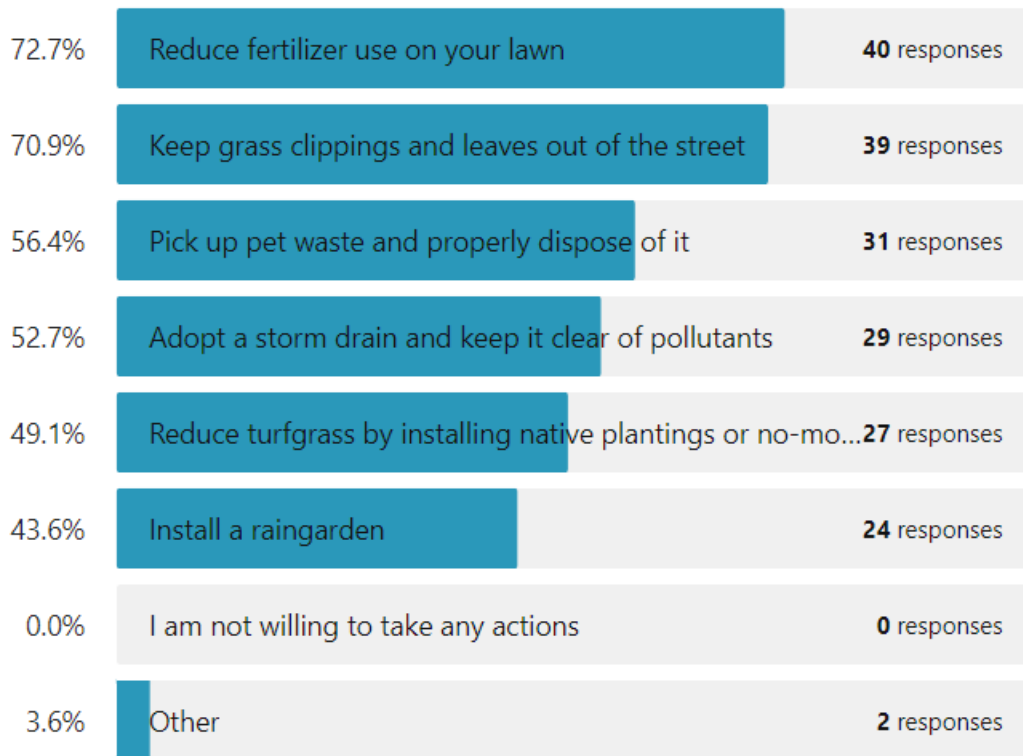 72.7% Reduce fertilizer use on your lawn 40 responses
70.9% Keep grass clippings and leaves out of the street 39 responses
56.4% Pick up pet waste and properly dispose of it 31 responses
52.7% Adopt a storm drain and keep it clear of pollutants 29 responses
49.1% Reduce turfgrass by installing native plantings or no-mo... 27 responses
43.6% Install a raingarden 24 responses
0.0% I am not willing to take any actions 0 responses
3.6% Other 2 responses